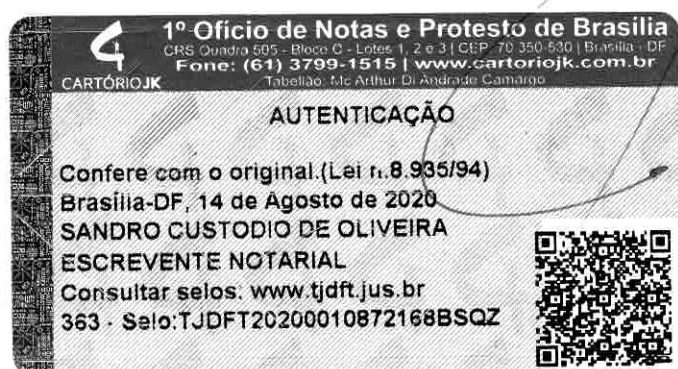 1º Ofício de Notas e Protesto de Brasília
CRS Quadra 505 - Bloco C - Lotes 1, 2 e 3 | CEP 70 350-530 | Brasília - DF
Fone: (61) 3799-1515 | www.cartoriojk.com.br
Tabelião: Mc Arthur Di Andrade Camargo
CARTÓRIOJK
AUTENTICAÇÃO
Confere com o original.(Lei n.8.935/94)
Brasília-DF, 14 de Agosto de 2020
SANDRO CUSTODIO DE OLIVEIRA
ESCREVENTE NOTARIAL
Consultar selos: www.tjdft.jus.br
363 - Selo:TJDFT20200010872168BSQZ